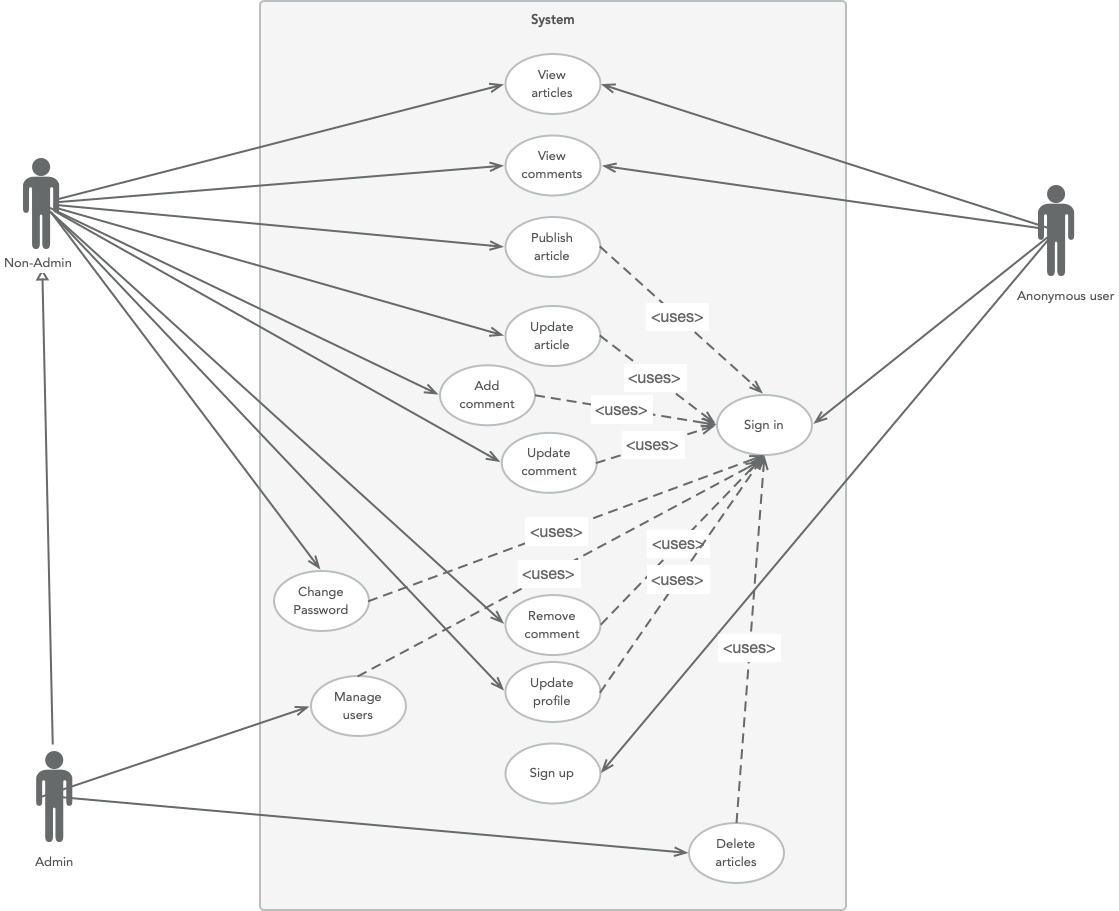 System
View
articles
View
comments
Non-Admin
Publish
article
Anonymous user
<uses>
Update
article
<uses>
Add
comment
<uses>
Sign in
Update
comment
<uses>
<uses>
<uses>
<uses>
<uses>
Change
Password
Remove
comment
<uses>
Update
profile
Manage
users
Sign up
Admin
Delete
articles